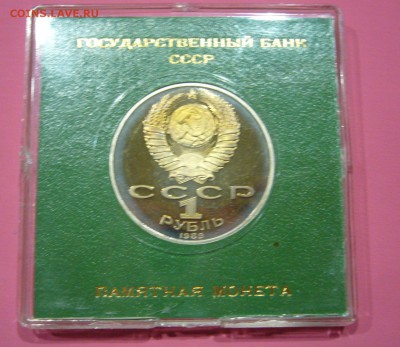 COINS.LAVE.RU
ГОСУДАРСТВЕННЫЙ БАНК
СССР
СССР
1
РУБЛЬ
ПАМЯТНАЯ МОНЕТА